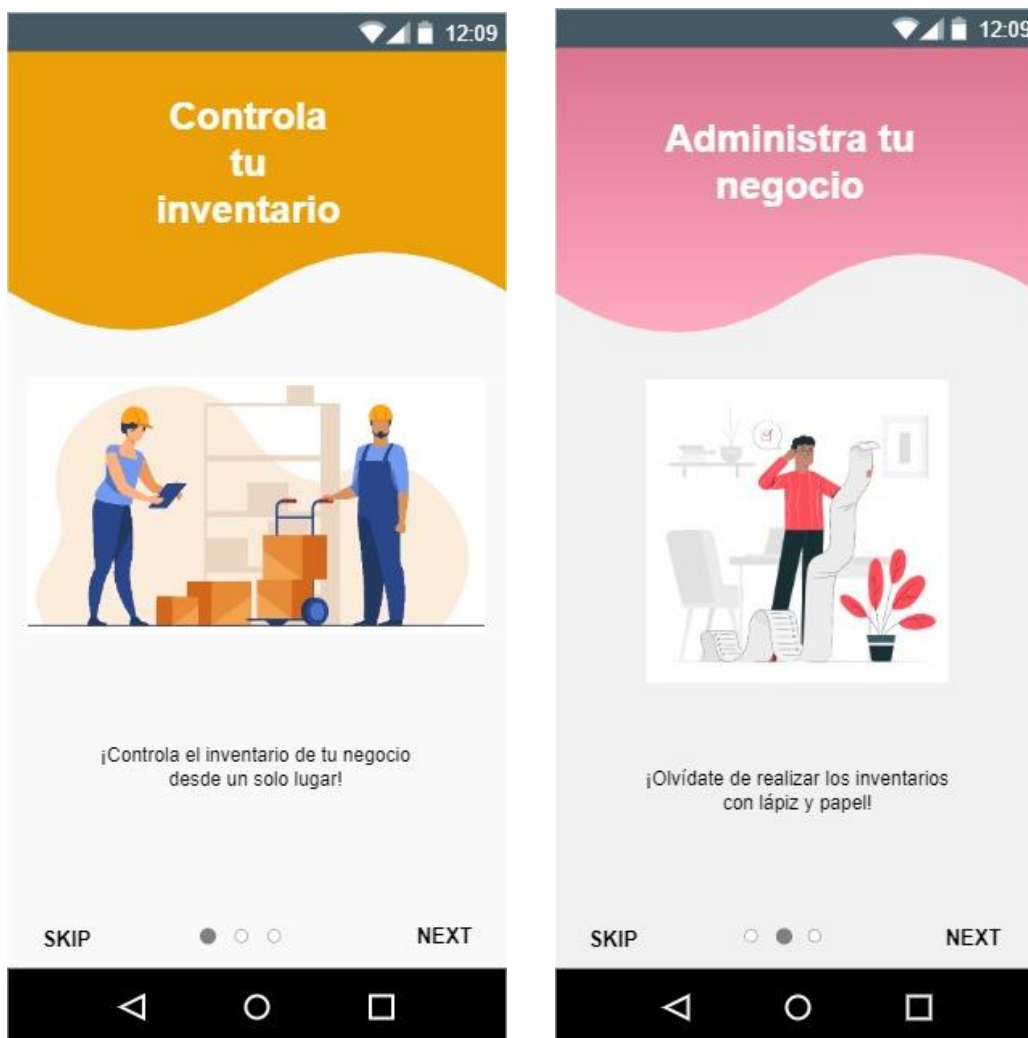 12:09
Controla
tu
inventario
¡Controla el inventario de tu negocio
desde un solo lugar!
SKIP
NEXT
12:09
Administra tu
negocio
¡Olvídate de realizar los inventarios
con lápiz y papel!
SKIP
NEXT